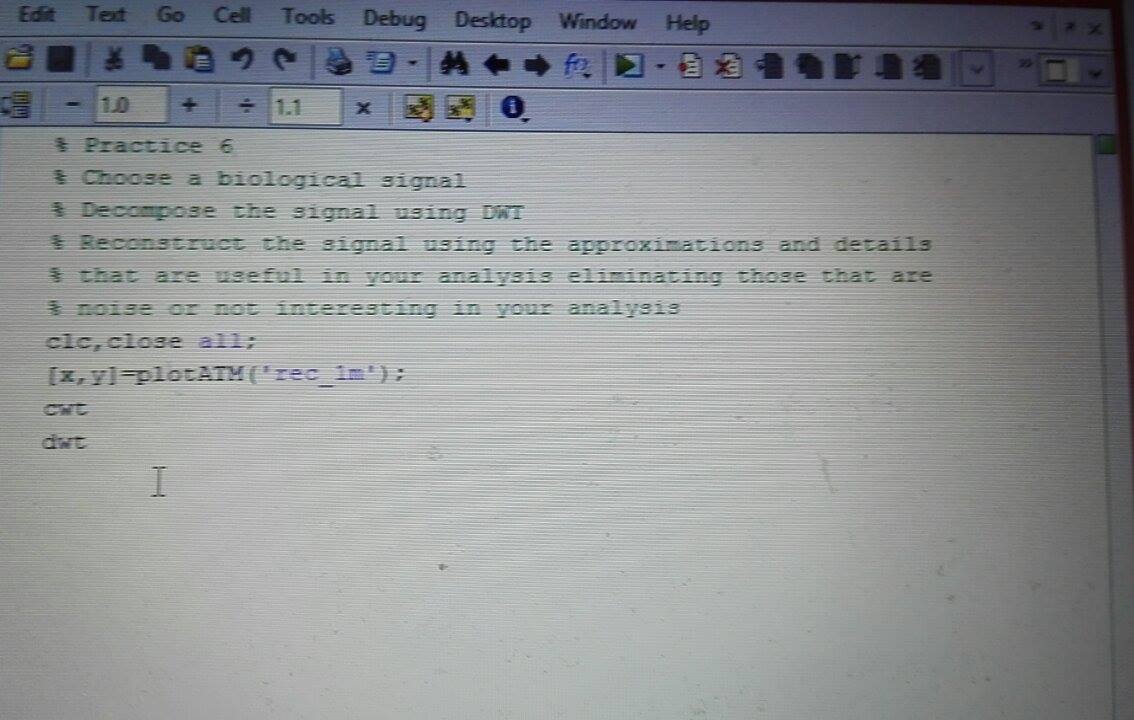 Edit Text Go Cell Tools Debug Desktop Window Help
1.0 1.1
% Practice 6
% Choose a biological signal
% Decompose the signal using DWT
% Reconstruct the signal using the approximations and details
% that are useful in your analysis eliminating those that are
% noise or not interesting in your analysis
clc,close all;
[x,y]=plotATM('rec_1m');
cwt
dwt